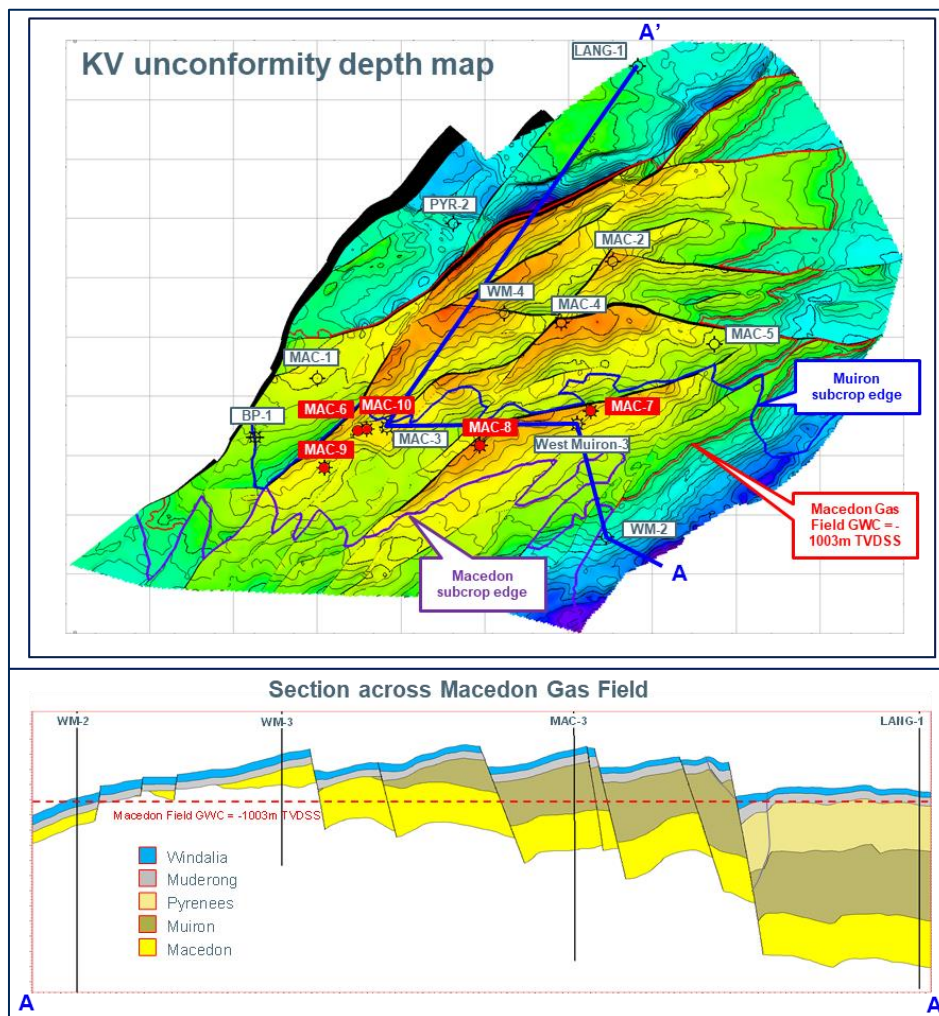 A'
LANG-1
KV unconformity depth map
PYR-2
MAC-2
WM-4
MAC-4
MAC-5
MAC-1
Muiron
subcrop edge
MAC-6
MAC-10
MAC-7
BP-1
MAC-3
MAC-8
MAC-9
West Muiron-3
Macedon Gas
Field GWC = -
1003m TVDSS
WM-2
Macedon
subcrop edge
A
Section across Macedon Gas Field
WM-2
WM-3
MAC-3
LANG-1
Macedon Field GWC = -1003m TVDSS
Windalia
Muderong
Pyrenees
Muiron
Macedon
A
A